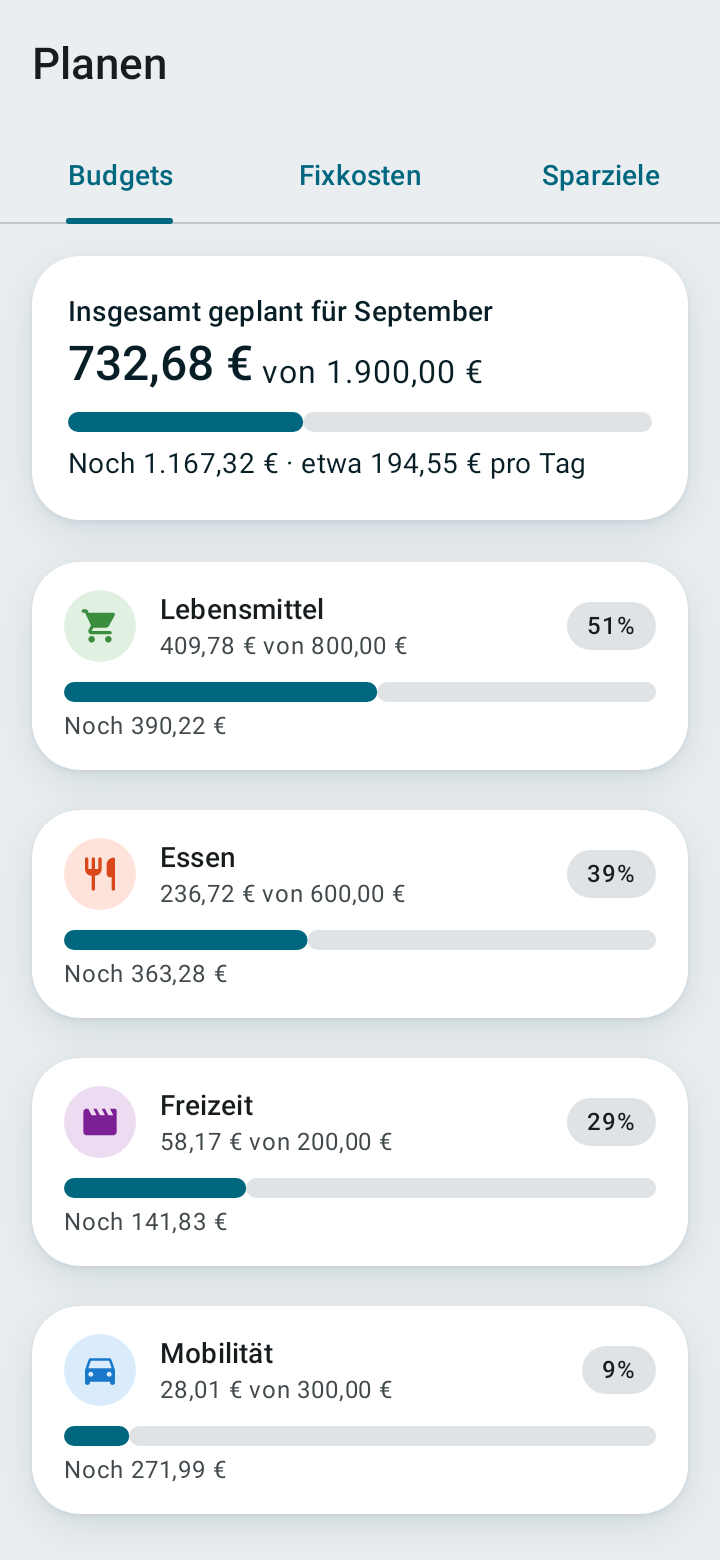 Planen
Budgets Fixkosten Sparziele
Insgesamt geplant für September
732,68 € von 1.900,00 €
Noch 1.167,32 € · etwa 194,55 € pro Tag
Lebensmittel
409,78 € von 800,00 €
51%
Noch 390,22 €
Essen
236,72 € von 600,00 €
39%
Noch 363,28 €
Freizeit
58,17 € von 200,00 €
29%
Noch 141,83 €
Mobilität
28,01 € von 300,00 €
9%
Noch 271,99 €